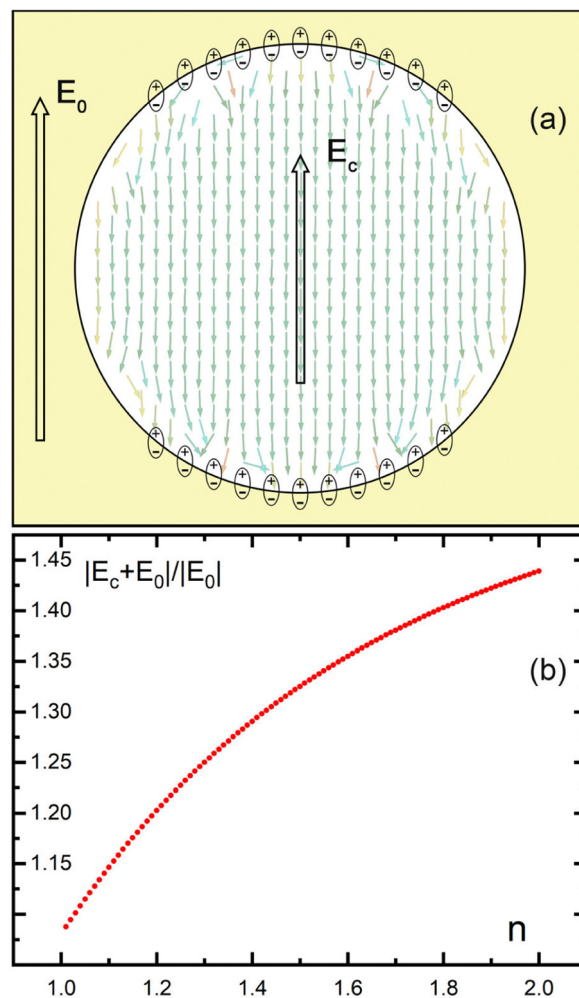 + + + + + + + + + + +
- - - - - - - - - - -
E0
(a)
Ec
+ + + + + + + + + + +
- - - - - - - - - - -
1.45
|Ec+E0|/|E0|
1.40
1.35
(b)
1.30
1.25
1.20
1.15
n
1.0 1.2 1.4 1.6 1.8 2.0